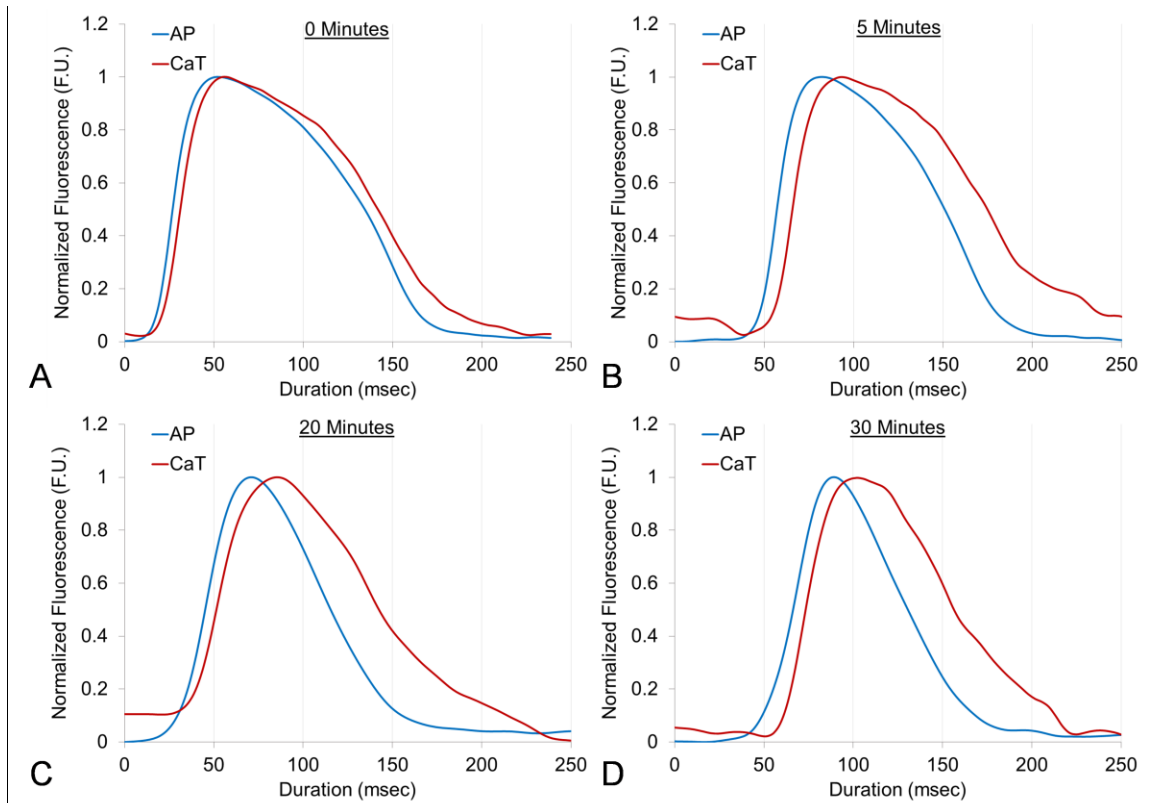 0 Minutes
AP
CaT
Normalized Fluorescence (F.U.)
1.2
1
0.8
0.6
0.4
0.2
0
0 50 100 150 200 250
Duration (msec)
A
5 Minutes
AP
CaT
Normalized Fluorescence (F.U.)
1.2
1
0.8
0.6
0.4
0.2
0
0 50 100 150 200 250
Duration (msec)
B
20 Minutes
AP
CaT
Normalized Fluorescence (F.U.)
1.2
1
0.8
0.6
0.4
0.2
0
0 50 100 150 200 250
Duration (msec)
C
30 Minutes
AP
CaT
Normalized Fluorescence (F.U.)
1.2
1
0.8
0.6
0.4
0.2
0
0 50 100 150 200 250
Duration (msec)
D